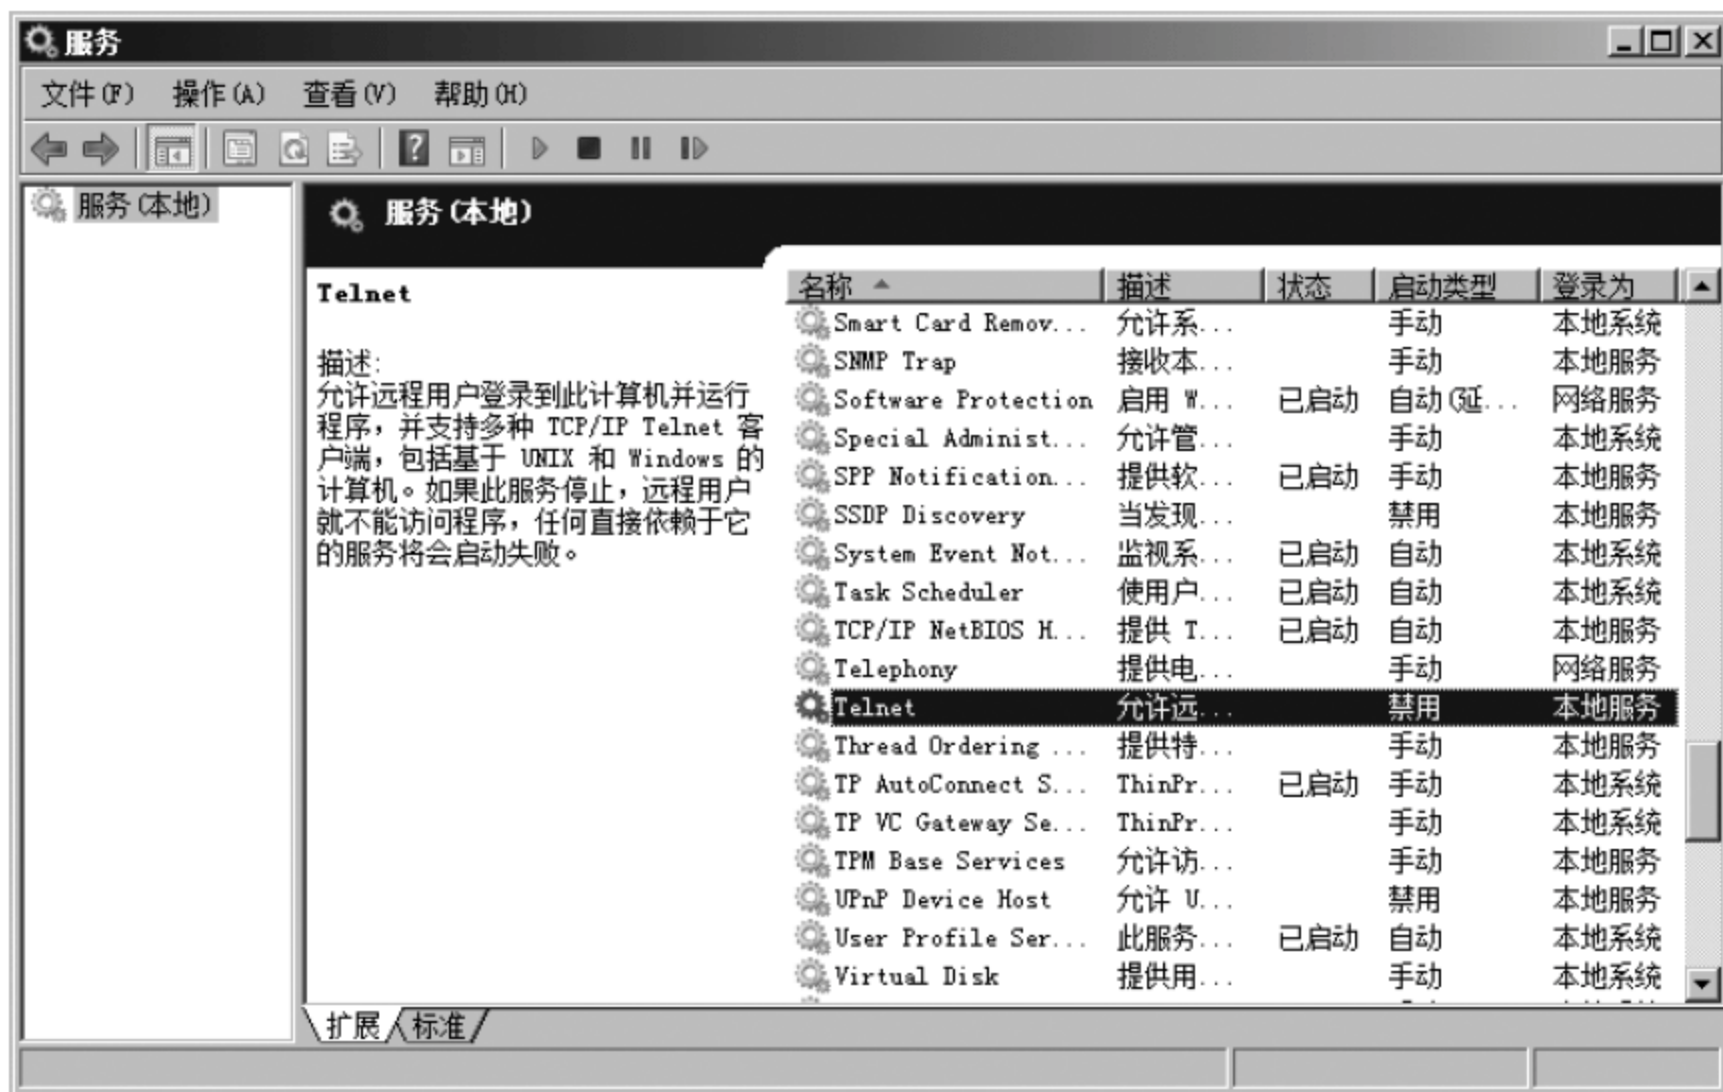 服务
文件(F) 操作(A) 查看(V) 帮助(H)
服务(本地)
服务(本地)
Telnet
描述:
允许远程用户登录到此计算机并运行
程序，并支持多种 TCP/IP Telnet 客
户端，包括基于 UNIX 和 Windows 的
计算机。如果此服务停止，远程用户
就不能访问程序，任何直接依赖于它
的服务将会启动失败。
名称 描述 状态 启动类型 登录为
Smart Card Remov... 允许系... 手动 本地系统
SNMP Trap 接收本... 手动 本地服务
Software Protection 启用 W... 已启动 自动(延... 网络服务
Special Administ... 允许管... 手动 本地系统
SPP Notification... 提供软... 已启动 手动 本地服务
SSDP Discovery 当发现... 禁用 本地服务
System Event Not... 监视系... 已启动 自动 本地系统
Task Scheduler 使用户... 已启动 自动 本地系统
TCP/IP NetBIOS H... 提供 T... 已启动 自动 本地服务
Telephony 提供电... 手动 网络服务
Telnet 允许远... 禁用 本地服务
Thread Ordering ... 提供特... 手动 本地服务
TP AutoConnect S... ThinPr... 已启动 手动 本地系统
TP VC Gateway Se... ThinPr... 手动 本地系统
TPM Base Services 允许访... 手动 本地服务
UPnP Device Host 允许 U... 禁用 本地服务
User Profile Ser... 此服务... 已启动 自动 本地系统
Virtual Disk 提供用... 手动 本地系统
扩展 标准